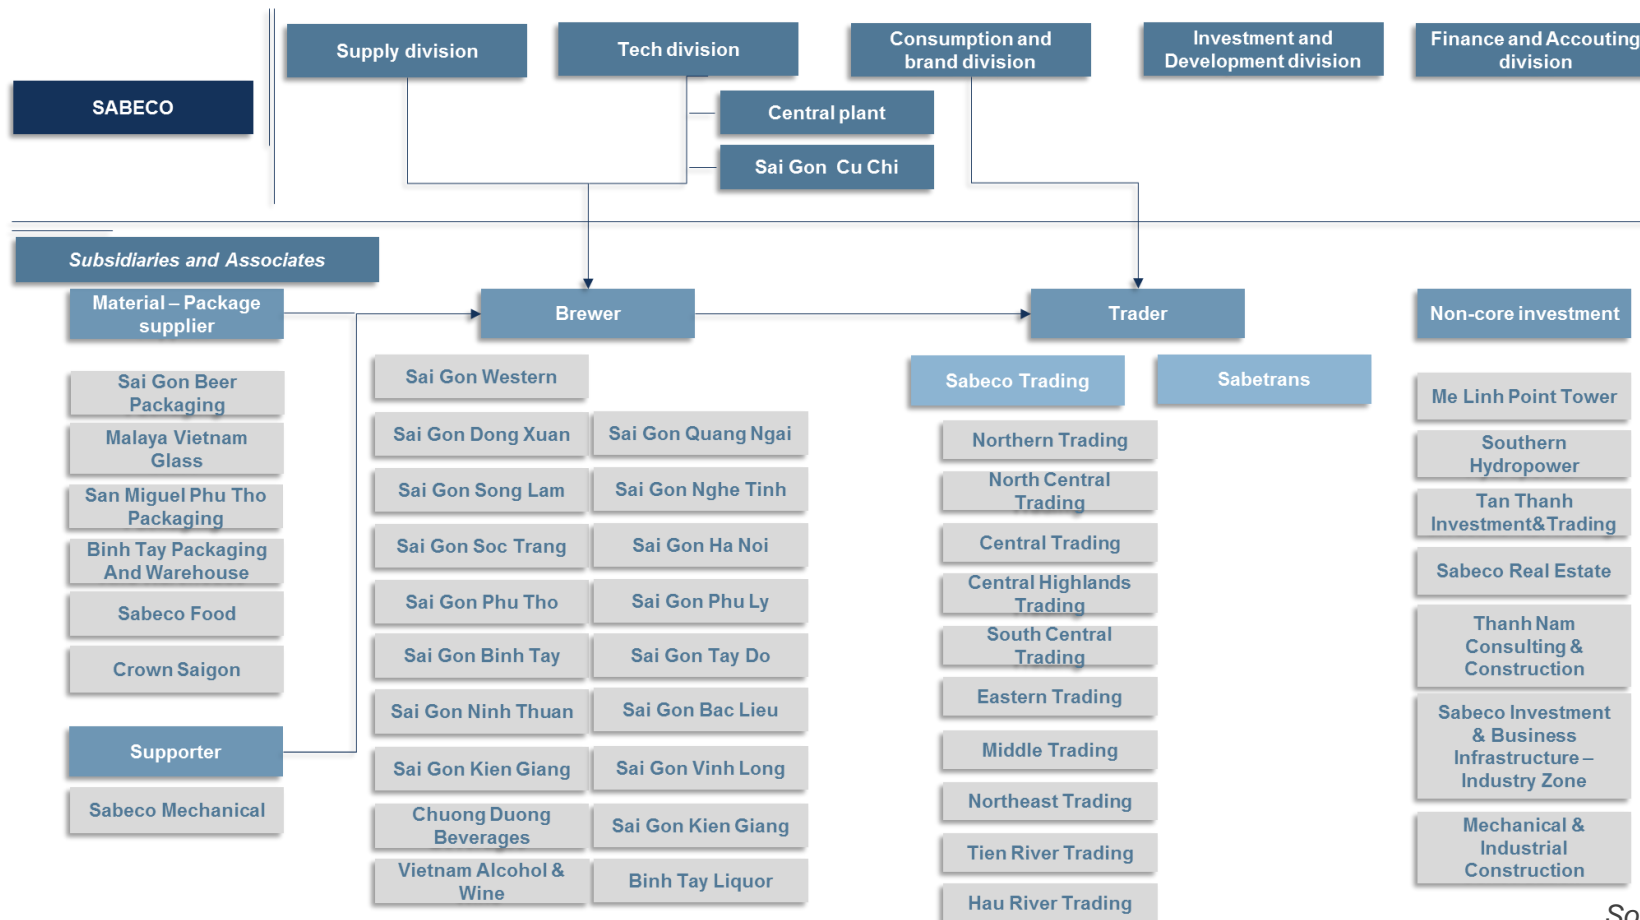 SABECO
Supply division
Tech division
Central plant
Sai Gon Cu Chi
Consumption and
brand division
Investment and
Development division
Finance and Accouting
division
Subsidiaries and Associates
Material – Package
supplier
Sai Gon Beer
Packaging
Malaya Vietnam
Glass
San Miguel Phu Tho
Packaging
Binh Tay Packaging
And Warehouse
Sabeco Food
Crown Saigon
Supporter
Sabeco Mechanical
Brewer
Sai Gon Western
Sai Gon Dong Xuan
Sai Gon Song Lam
Sai Gon Soc Trang
Sai Gon Phu Tho
Sai Gon Binh Tay
Sai Gon Ninh Thuan
Sai Gon Kien Giang
Chuong Duong
Beverages
Vietnam Alcohol &
Wine
Sai Gon Quang Ngai
Sai Gon Nghe Tinh
Sai Gon Ha Noi
Sai Gon Phu Ly
Sai Gon Tay Do
Sai Gon Bac Lieu
Sai Gon Vinh Long
Sai Gon Kien Giang
Binh Tay Liquor
Trader
Sabeco Trading
Sabetrans
Northern Trading
North Central
Trading
Central Trading
Central Highlands
Trading
South Central
Trading
Eastern Trading
Middle Trading
Northeast Trading
Tien River Trading
Hau River Trading
Non-core investment
Me Linh Point Tower
Southern
Hydropower
Tan Thanh
Investment&Trading
Sabeco Real Estate
Thanh Nam
Consulting &
Construction
Sabeco Investment
& Business
Infrastructure –
Industry Zone
Mechanical &
Industrial
Construction
So